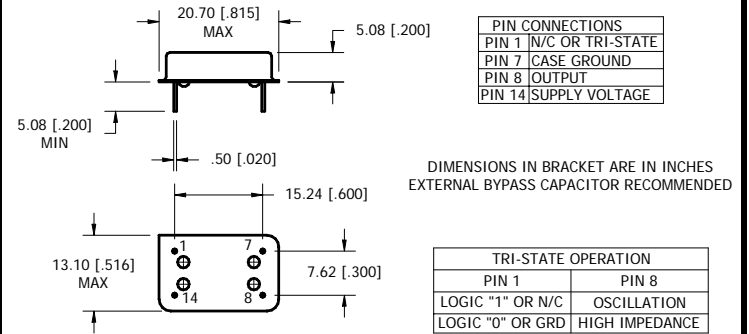 20.70 [.815]
MAX
5.08 [.200]
5.08 [.200]
MIN
.50 [.020]
15.24 [.600]
13.10 [.516]
MAX
1
7
14
8
7.62 [.300]
PIN CONNECTIONS
PIN 1 N/C OR TRI-STATE
PIN 7 CASE GROUND
PIN 8 OUTPUT
PIN 14 SUPPLY VOLTAGE
DIMENSIONS IN BRACKET ARE IN INCHES
EXTERNAL BYPASS CAPACITOR RECOMMENDED
TRI-STATE OPERATION
PIN 1 PIN 8
LOGIC "1" OR N/C OSCILLATION
LOGIC "0" OR GRD HIGH IMPEDANCE